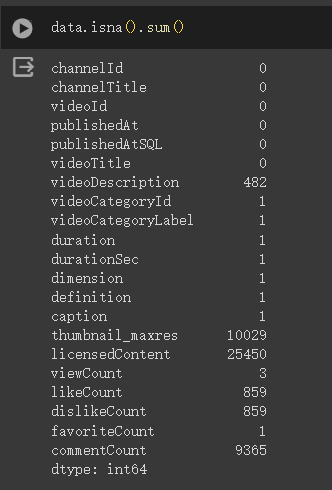 data.isna().sum()
channelId 0
channelTitle 0
videoId 0
publishedAt 0
publishedAtSQL 0
videoTitle 0
videoDescription 482
videoCategoryId 1
videoCategoryLabel 1
duration 1
durationSec 1
dimension 1
definition 1
caption 1
thumbnail_maxres 10029
licensedContent 25450
viewCount 3
likeCount 859
dislikeCount 859
favoriteCount 1
commentCount 9365
dtype: int64